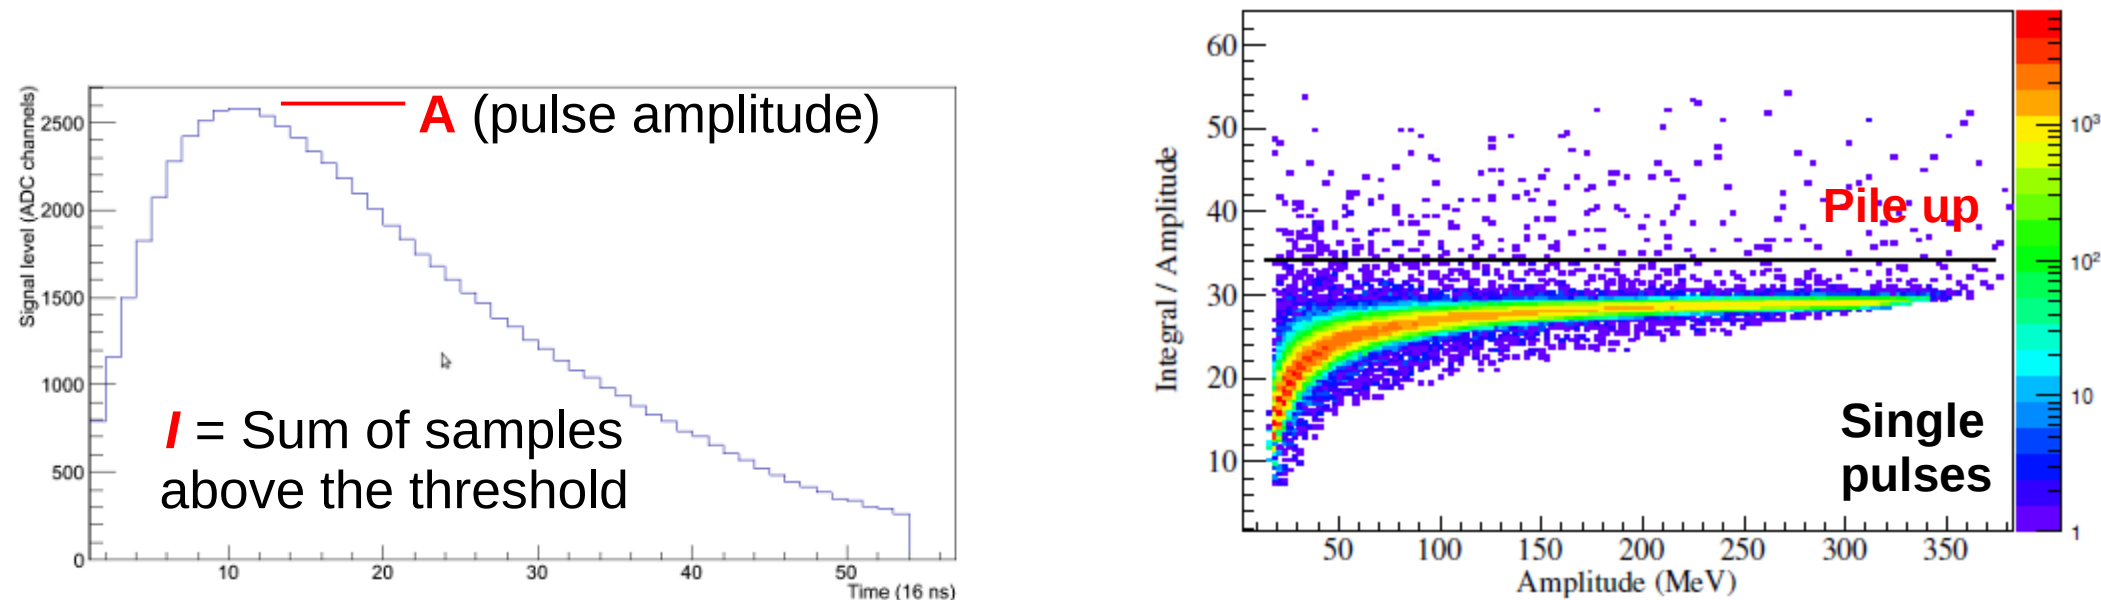 Signal level (ADC channels)
2500
2000
1500
1000
500
0
A (pulse amplitude)
I = Sum of samples
above the threshold
10
20
30
40
50
Time (16 ns)
Integral / Amplitude
60
50
40
30
20
10
Pile up
Single
pulses
50
100
150
200
250
300
350
Amplitude (MeV)
10³
10²
10
1